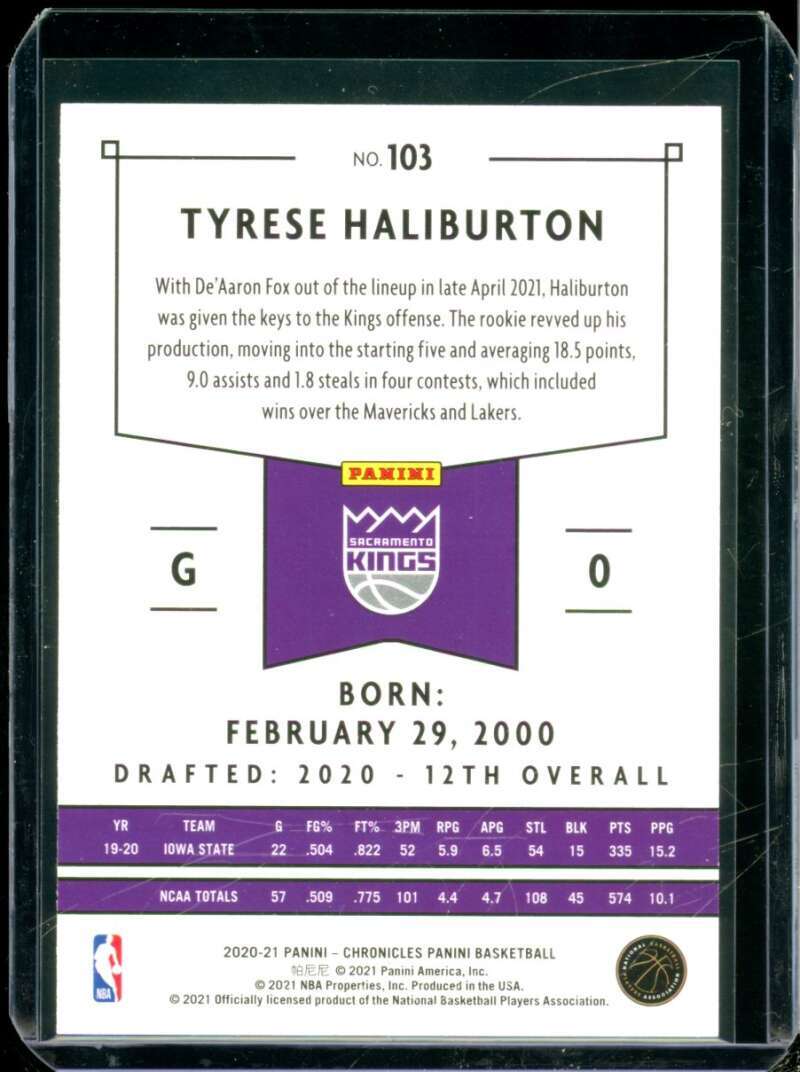 NO. 103
TYRESE HALIBURTON
With De'Aaron Fox out of the lineup in late April 2021, Haliburton
was given the keys to the Kings offense. The rookie revved up his
production, moving into the starting five and averaging 18.5 points,
9.0 assists and 1.8 steals in four contests, which included
wins over the Mavericks and Lakers.
PANINI
SACRAMENTO
KINGS
G
0
BORN:
FEBRUARY 29, 2000
DRAFTED: 2020 - 12TH OVERALL
YR TEAM G FG% FT% 3PM RPG APG STL BLK PTS PPG
19-20 IOWA STATE 22 .504 .822 52 5.9 6.5 54 15 335 15.2
NCAA TOTALS 57 .509 .775 101 4.4 4.7 108 45 574 10.1
NBA
2020-21 PANINI – CHRONICLES PANINI BASKETBALL
帕尼尼 © 2021 Panini America, Inc.
© 2021 NBA Properties, Inc. Produced in the USA.
© 2021 Officially licensed product of the National Basketball Players Association.
NATIONAL BASKETBALL
PLAYERS ASSOCIATION